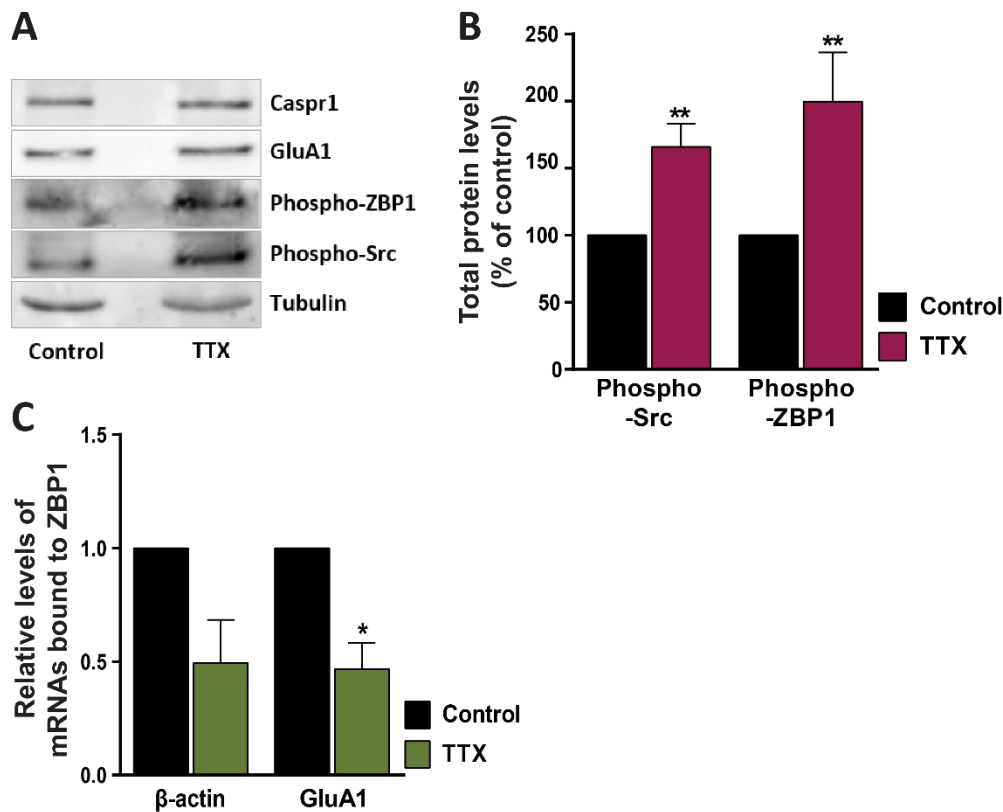 A
Caspr1
GluA1
Phospho-ZBP1
Phospho-Src
Tubulin
Control TTX
B
Total protein levels
(% of control)
250
200
150
100
50
0
**
**
Phospho
-Src
Phospho
-ZBP1
Control
TTX
C
Relative levels of
mRNAs bound to ZBP1
1.5
1.0
0.5
0.0
*
β-actin GluA1
Control
TTX